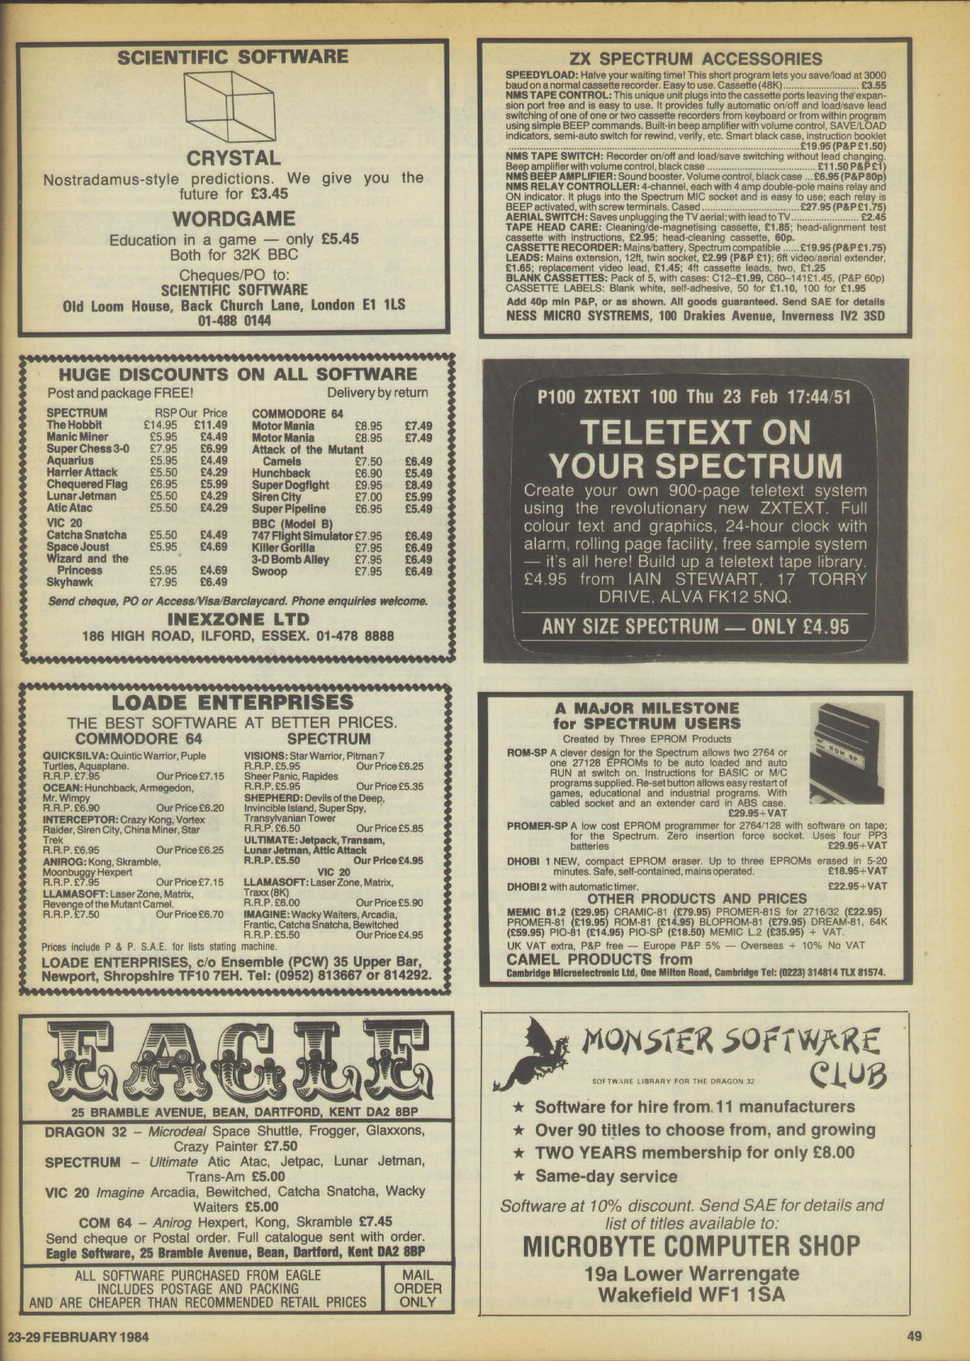 SCIENTIFIC SOFTWARE
CRYSTAL
Nostradamus-style predictions. We give you the
future for £3.45
WORDGAME
Education in a game — only £5.45
Both for 32K BBC
Cheques/PO to:
SCIENTIFIC SOFTWARE
Old Loom House, Back Church Lane, London E1 1LS
01-488 0144
ZX SPECTRUM ACCESSORIES
SPEEDYLOAD: Halve your waiting time! This short program lets you save/load at 3000
baud on a normal cassette recorder. Easy to use. Cassette (48K) £3.55
NMS TAPE CONTROL: This unique unit plugs into the cassette ports leaving the expan-
sion port free and is easy to use. It provides fully automatic on/off and load/save lead
switching of one of one or two cassette recorders from keyboard or from within program
using simple BEEP commands. Built-in beep amplifier with volume control, SAVE/LOAD
indicators, semi-auto switch for rewind, verify, etc. Smart black case, instruction booklet
£19.95 (P&P £1.50)
NMS TAPE SWITCH: Recorder on/off and load/save switching without lead changing.
Beep amplifier with volume control, black case £11.50 P&P £1)
NMS BEEP AMPLIFIER: Sound booster. Volume control, black case ... £6.95 (P&P 80p)
NMS RELAY CONTROLLER: 4-channel, each with 4 amp double-pole mains relay and
ON indicator. It plugs into the Spectrum MIC socket and is easy to use; each relay is
BEEP activated, with screw terminals. Cased £27.95 (P&P £1.75)
AERIAL SWITCH: Saves unplugging the TV aerial; with lead to TV £2.45
TAPE HEAD CARE: Cleaning/de-magnetising cassette, £1.85; head-alignment test
cassette with instructions, £2.95; head-cleaning cassette, 60p.
CASSETTE RECORDER: Mains/battery, Spectrum compatible ...... £19.95 (P&P £1.75)
LEADS: Mains extension, 12ft, twin socket, £2.99 (P&P £1); 6ft video/aerial extender,
£1.65; replacement video lead, £1.45; 4ft cassette leads, two, £1.25
BLANK CASSETTES: Pack of 5, with cases: C12–£1.99, C60–141£1.45, (P&P 60p)
CASSETTE LABELS: Blank white, self-adhesive, 50 for £1.10, 100 for £1.95
Add 40p min P&P, or as shown. All goods guaranteed. Send SAE for details
NESS MICRO SYSTREMS, 100 Drakies Avenue, Inverness IV2 3SD
HUGE DISCOUNTS ON ALL SOFTWARE
Post and package FREE! Delivery by return
SPECTRUM RSP Our Price
The Hobbit £14.95 £11.49
Manic Miner £5.95 £4.49
Super Chess 3-0 £7.95 £6.99
Aquarius £5.95 £4.49
Harrier Attack £5.50 £4.29
Chequered Flag £6.95 £5.99
Lunar Jetman £5.50 £4.29
Atic Atac £5.50 £4.29
VIC 20
Catcha Snatcha £5.50 £4.49
Space Joust £5.95 £4.69
Wizard and the
Princess £5.95 £4.69
Skyhawk £7.95 £6.49
COMMODORE 64
Motor Mania £8.95 £7.49
Motor Mania £8.95 £7.49
Attack of the Mutant
Camels £7.50 £6.49
Hunchback £6.90 £5.49
Super Dogfight £9.95 £8.49
Siren City £7.00 £5.99
Super Pipeline £6.95 £5.49
BBC (Model B)
747 Flight Simulator £7.95 £6.49
Killer Gorilla £7.95 £6.49
3-D Bomb Alley £7.95 £6.49
Swoop £7.95 £6.49
Send cheque, PO or Access/Visa/Barclaycard. Phone enquiries welcome.
INEXZONE LTD
186 HIGH ROAD, ILFORD, ESSEX. 01-478 8888
P100 ZXTEXT 100 Thu 23 Feb 17:44/51
TELETEXT ON
YOUR SPECTRUM
Create your own 900-page teletext system
using the revolutionary new ZXTEXT. Full
colour text and graphics, 24-hour clock with
alarm, rolling page facility, free sample system
— it's all here! Build up a teletext tape library.
£4.95 from IAIN STEWART, 17 TORRY
DRIVE, ALVA FK12 5NQ.
ANY SIZE SPECTRUM — ONLY £4.95
LOADE ENTERPRISES
THE BEST SOFTWARE AT BETTER PRICES.
COMMODORE 64
QUICKSILVA: Quintic Warrior, Puple
Turtles, Aquaplane.
R.R.P. £7.95 Our Price £7.15
OCEAN: Hunchback, Armegedon,
Mr. Wimpy
R.R.P. £6.90 Our Price £6.20
INTERCEPTOR: Crazy Kong, Vortex
Raider, Siren City, China Miner, Star
Trek
R.R.P. £6.95 Our Price £6.25
ANIROG: Kong, Skramble,
Moonbuggy Hexpert
R.R.P. £7.95 Our Price £7.15
LLAMASOFT: Laser Zone, Matrix,
Revenge of the Mutant Camel.
R.R.P. £7.50 Our Price £6.70
SPECTRUM
VISIONS: Star Warrior, Pitman 7
R.R.P. £5.95 Our Price £6.25
Sheer Panic, Rapides
R.R.P. £5.95 Our Price £5.35
SHEPHERD: Devils of the Deep,
Invincible Island, Super Spy,
Transylvanian Tower
R.R.P. £6.50 Our Price £5.85
ULTIMATE: Jetpack, Transam,
Lunar Jetman, Attic Attack
R.R.P. £5.50 Our Price £4.95
VIC 20
LLAMASOFT: Laser Zone, Matrix,
Traxx (8K)
R.R.P. £6.00 Our Price £5.90
IMAGINE: Wacky Waiters, Arcadia,
Frantic, Catcha Snatcha, Bewitched
R.R.P. £5.50 Our Price £4.95
Prices include P & P. S.A.E. for lists stating machine.
LOADE ENTERPRISES, c/o Ensemble (PCW) 35 Upper Bar,
Newport, Shropshire TF10 7EH. Tel: (0952) 813667 or 814292.
A MAJOR MILESTONE
for SPECTRUM USERS
Created by Three EPROM Products
ROM-SP A clever design for the Spectrum allows two 2764 or
one 27128 EPROMs to be auto loaded and auto
RUN at switch on. Instructions for BASIC or M/C
programs supplied. Re-set button allows easy restart of
games, educational and industrial programs. With
cabled socket and an extender card in ABS case.
£29.95+VAT
PROMER-SP A low cost EPROM programmer for 2764/128 with software on tape;
for the Spectrum. Zero insertion force socket. Uses four PP3
batteries £29.95+VAT
DHOBI 1 NEW, compact EPROM eraser. Up to three EPROMs erased in 5-20
minutes. Safe, self-contained, mains operated. £18.95+VAT
DHOBI 2 with automatic timer. £22.95+VAT
OTHER PRODUCTS AND PRICES
MEMIC 81.2 (£29.95) CRAMIC-81 (£79.95) PROMER-81S for 2716/32 (£22.95)
PROMER-81 (£19.95) ROM-81 (£14.95) BLOPROM-81 (£79.95) DREAM-81, 64K
(£59.95) PIO-81 (£14.95) PIO-SP (£18.50) MEMIC L.2 (£35.95) + VAT.
UK VAT extra, P&P free — Europe P&P 5% — Overseas + 10% No VAT
CAMEL PRODUCTS from
Cambridge Microelectronic Ltd, One Milton Road, Cambridge Tel: (0223) 314814 TLX 81574.
EAGLE
25 BRAMBLE AVENUE, BEAN, DARTFORD, KENT DA2 8BP
DRAGON 32 – Microdeal Space Shuttle, Frogger, Glaxxons,
Crazy Painter £7.50
SPECTRUM – Ultimate Atic Atac, Jetpac, Lunar Jetman,
Trans-Am £5.00
VIC 20 Imagine Arcadia, Bewitched, Catcha Snatcha, Wacky
Waiters £5.00
COM 64 – Anirog Hexpert, Kong, Skramble £7.45
Send cheque or Postal order. Full catalogue sent with order.
Eagle Software, 25 Bramble Avenue, Bean, Dartford, Kent DA2 8BP
ALL SOFTWARE PURCHASED FROM EAGLE
INCLUDES POSTAGE AND PACKING
AND ARE CHEAPER THAN RECOMMENDED RETAIL PRICES
MAIL
ORDER
ONLY
MONSTER SOFTWARE
CLUB
SOFTWARE LIBRARY FOR THE DRAGON 32
★ Software for hire from 11 manufacturers
★ Over 90 titles to choose from, and growing
★ TWO YEARS membership for only £8.00
★ Same-day service
Software at 10% discount. Send SAE for details and
list of titles available to:
MICROBYTE COMPUTER SHOP
19a Lower Warrengate
Wakefield WF1 1SA
23-29 FEBRUARY 1984
49